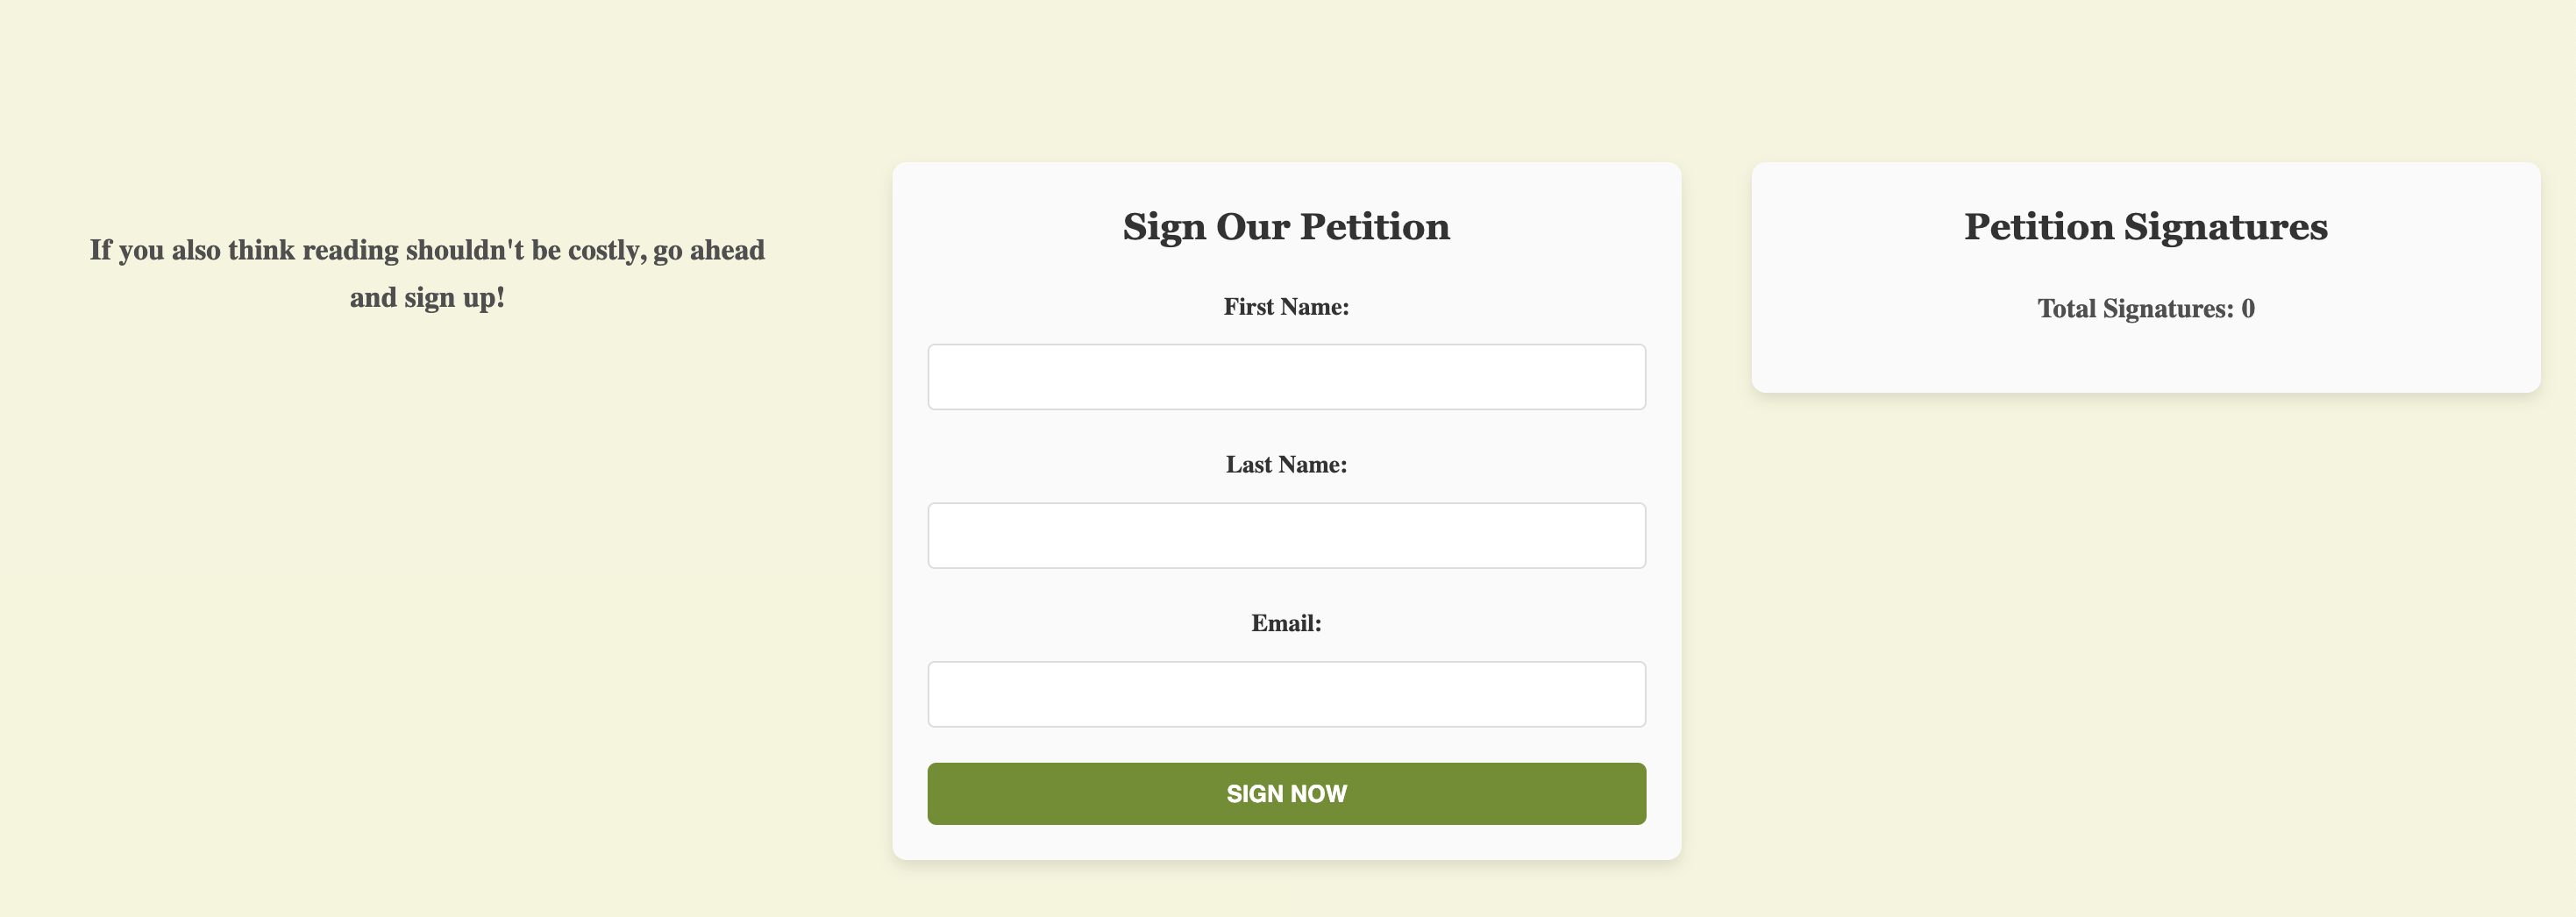 If you also think reading shouldn't be costly, go ahead
and sign up!
Sign Our Petition
First Name:
Last Name:
Email:
SIGN NOW
Petition Signatures
Total Signatures: 0